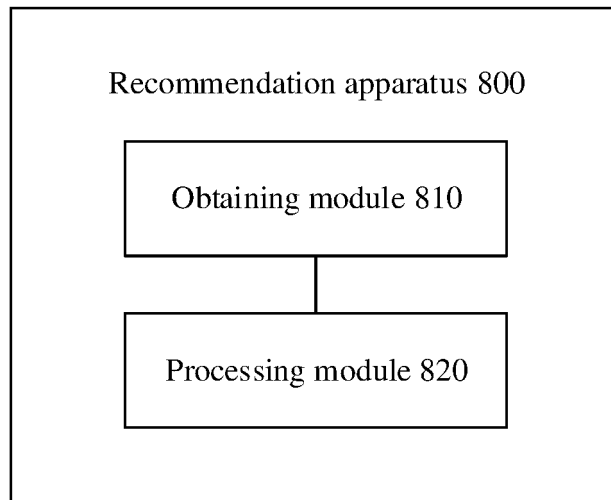 Recommendation apparatus 800
Obtaining module 810
Processing module 820